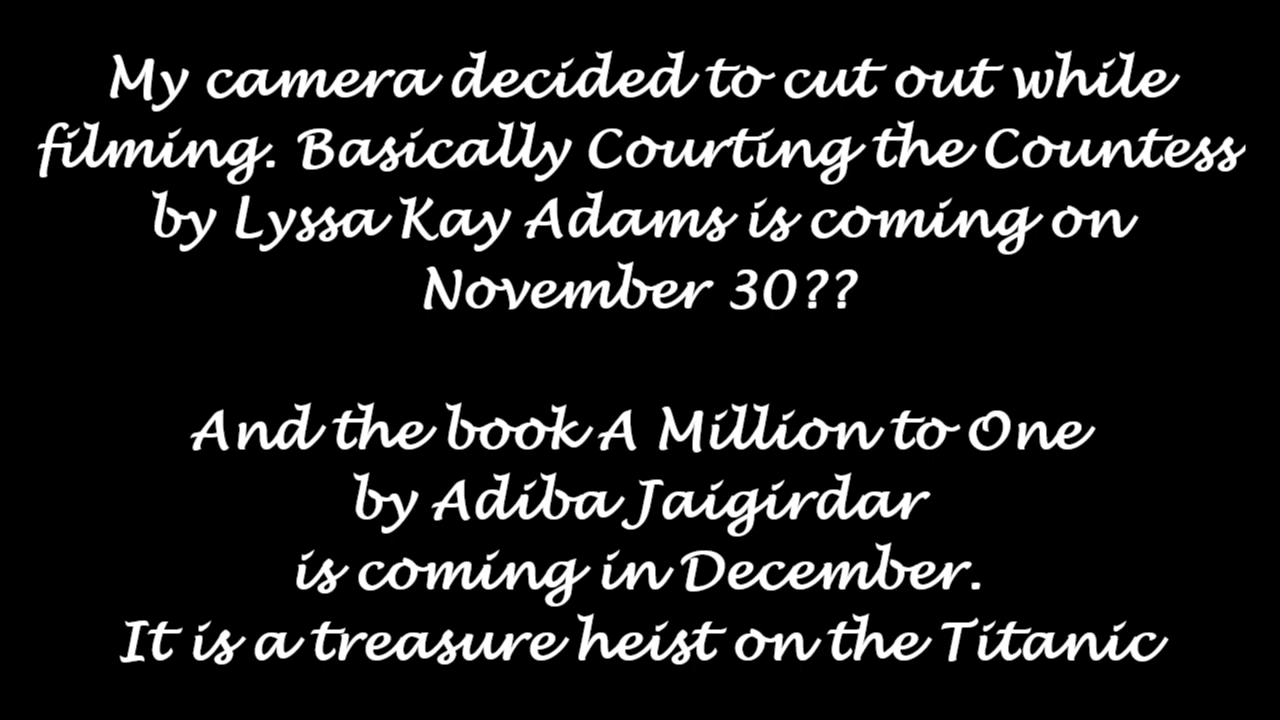 My camera decided to cut out while
filming. Basically Courting the Countess
by Lyssa Kay Adams is coming on
November 30??
And the book A Million to One
by Adiba Jaigirdar
is coming in December.
It is a treasure heist on the Titanic